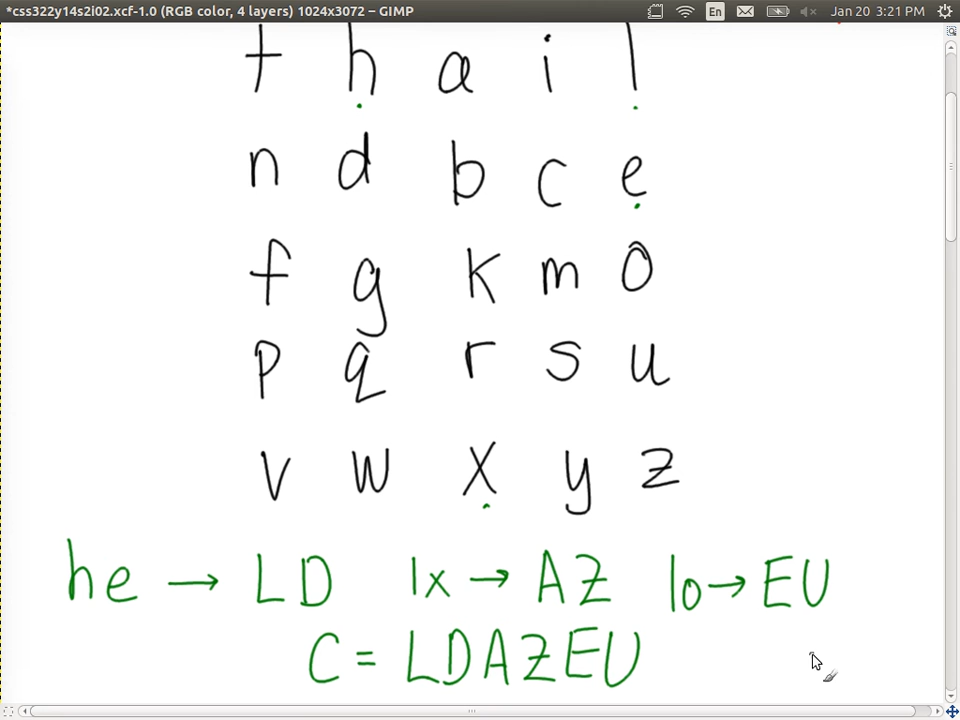 *css322y14s2i02.xcf-1.0 (RGB color, 4 layers) 1024x3072 – GIMP En Jan 20 3:21 PM
t h a i l
n d b c e
f g k m o
p q r s u
v w x y z
he → LD lx → AZ lo → EU
C = LDAZEU